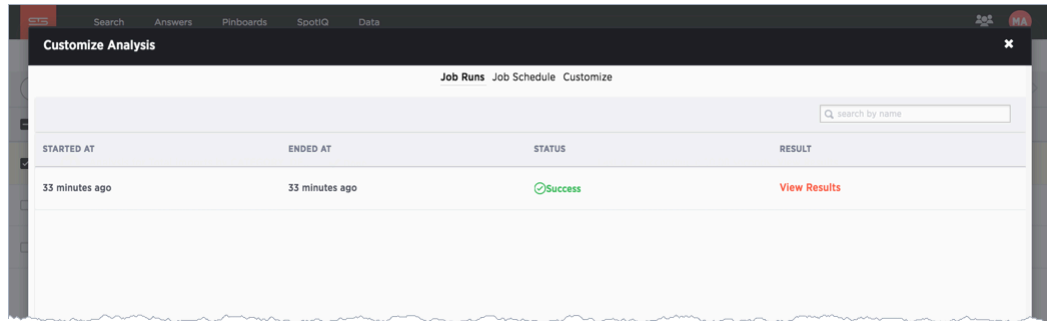 STS Search Answers Pinboards SpotIQ Data MA
Customize Analysis
Job Runs Job Schedule Customize
search by name
STARTED AT ENDED AT STATUS RESULT
33 minutes ago 33 minutes ago Success View Results